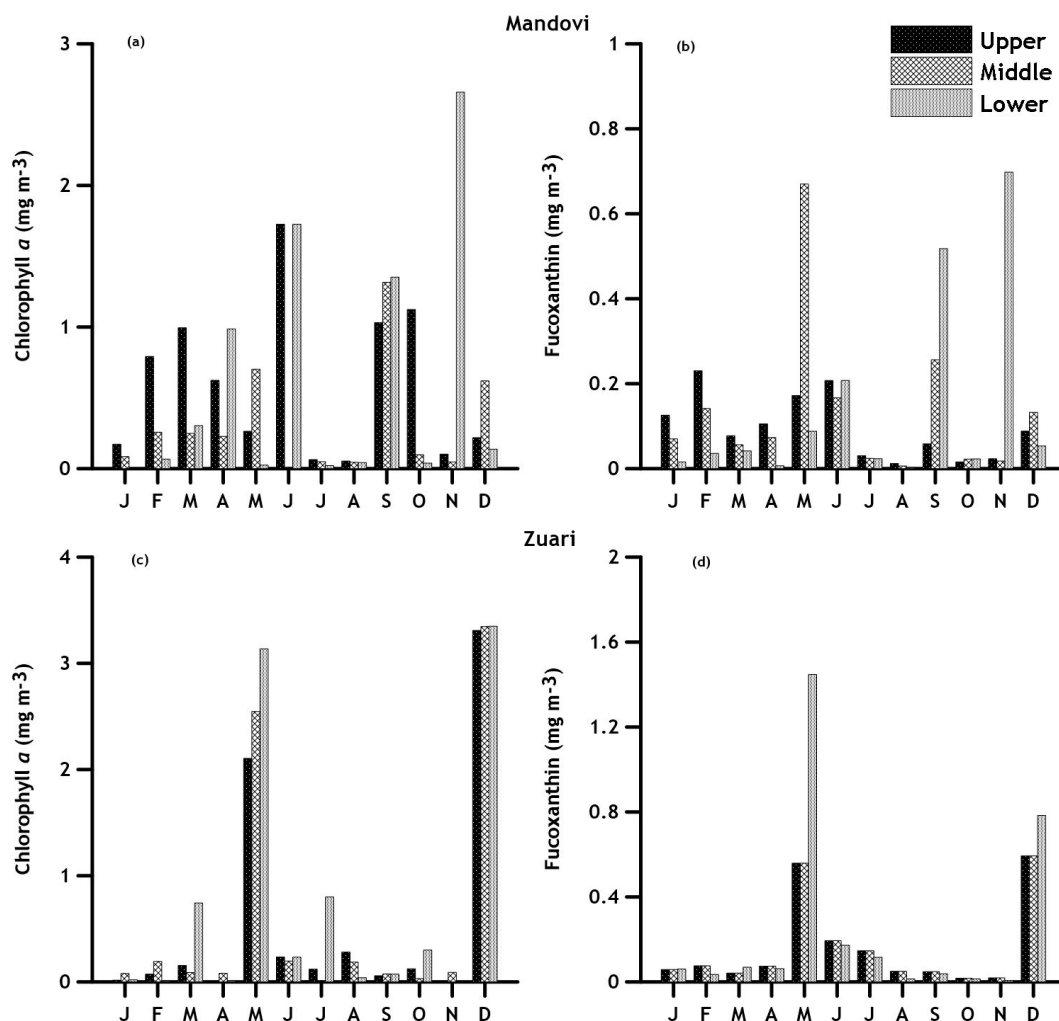 Mandovi
(a)
Chlorophyll a (mg m-3)
3
2
1
0
J F M A M J J A S O N D
(b)
Fucoxanthin (mg m-3)
1
0.8
0.6
0.4
0.2
0
J F M A M J J A S O N D
Upper
Middle
Lower
Zuari
(c)
Chlorophyll a (mg m-3)
4
3
2
1
0
J F M A M J J A S O N D
(d)
Fucoxanthin (mg m-3)
2
1.6
1.2
0.8
0.4
0
J F M A M J J A S O N D